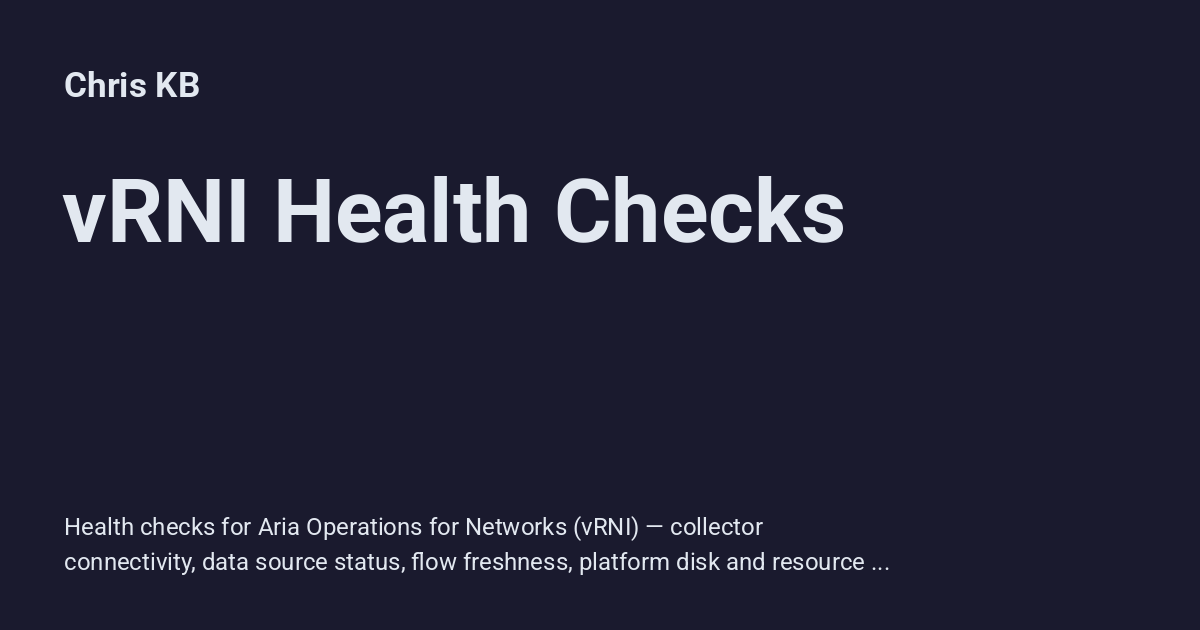 Chris KB
vRNI Health Checks
Health checks for Aria Operations for Networks (vRNI) — collector
connectivity, data source status, flow freshness, platform disk and resource ...